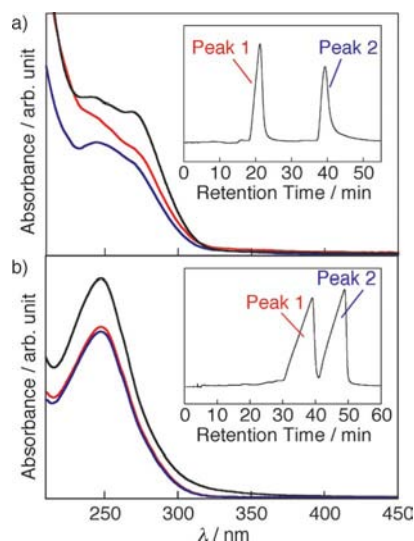 a)
Absorbance / arb. unit
Peak 1
Peak 2
0 10 20 30 40 50
Retention Time / min
b)
Absorbance / arb. unit
Peak 1
Peak 2
0 10 20 30 40 50 60
Retention Time / min
250 300 350 400 450
λ / nm